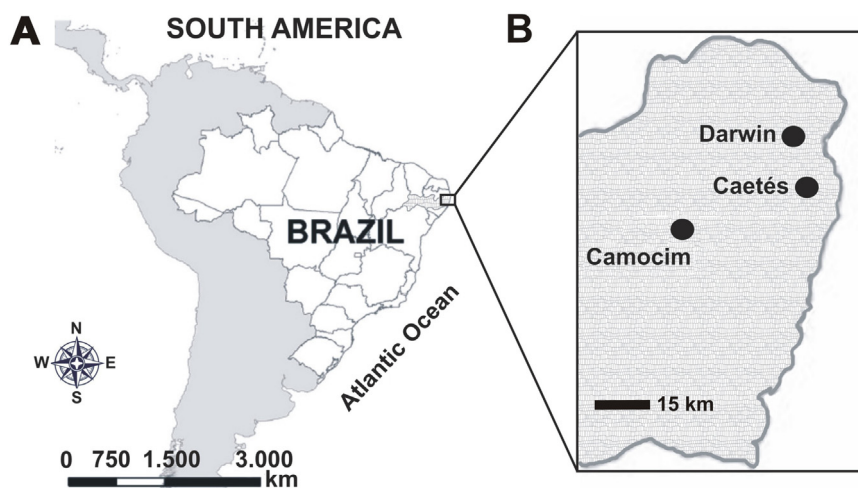 A
SOUTH AMERICA
BRAZIL
Atlantic Ocean
N
W E
S
0 750 1.500 3.000
km
B
Darwin
Caetés
Camocim
15 km